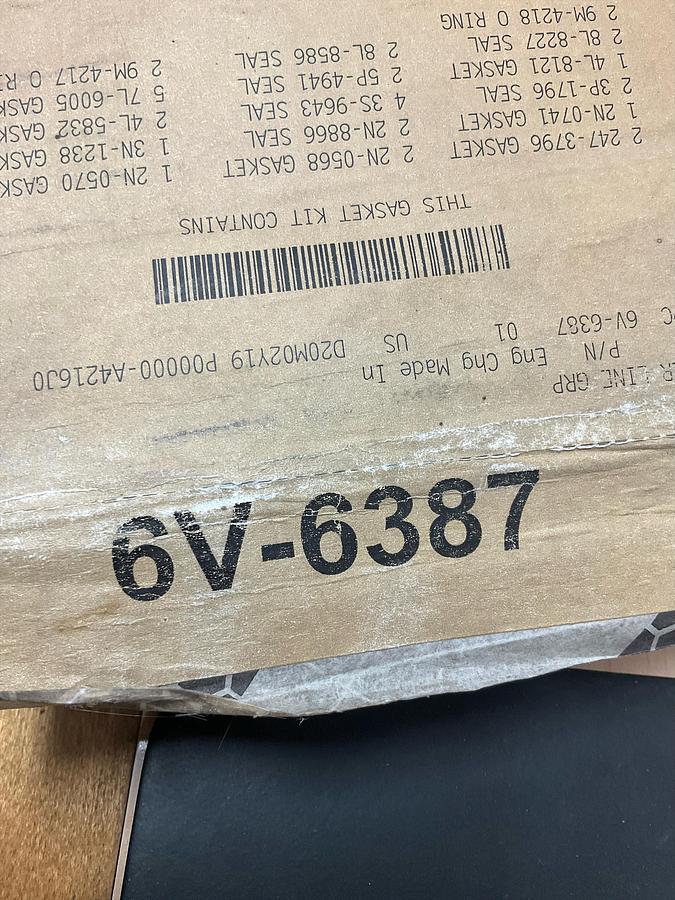 6V-6387
LINE GRP
P/N Eng Chg Made In
6V-6387 01 US D20M02Y19 P00000-A4216J0
THIS GASKET KIT CONTAINS
2 247-3796 GASKET 2 2N-0568 GASKET 1 2N-0570 GASKE
1 2N-0741 GASKET 2 2N-8866 SEAL 1 3N-1238 GASK
2 3P-1796 SEAL 4 3S-9643 SEAL 2 4L-5832 GASK
1 4L-8121 GASKET 2 5P-4941 SEAL 5 7L-6005 GASK
2 8L-8227 SEAL 2 8L-8586 SEAL 2 9M-4217 O RI
2 9M-4218 O RING